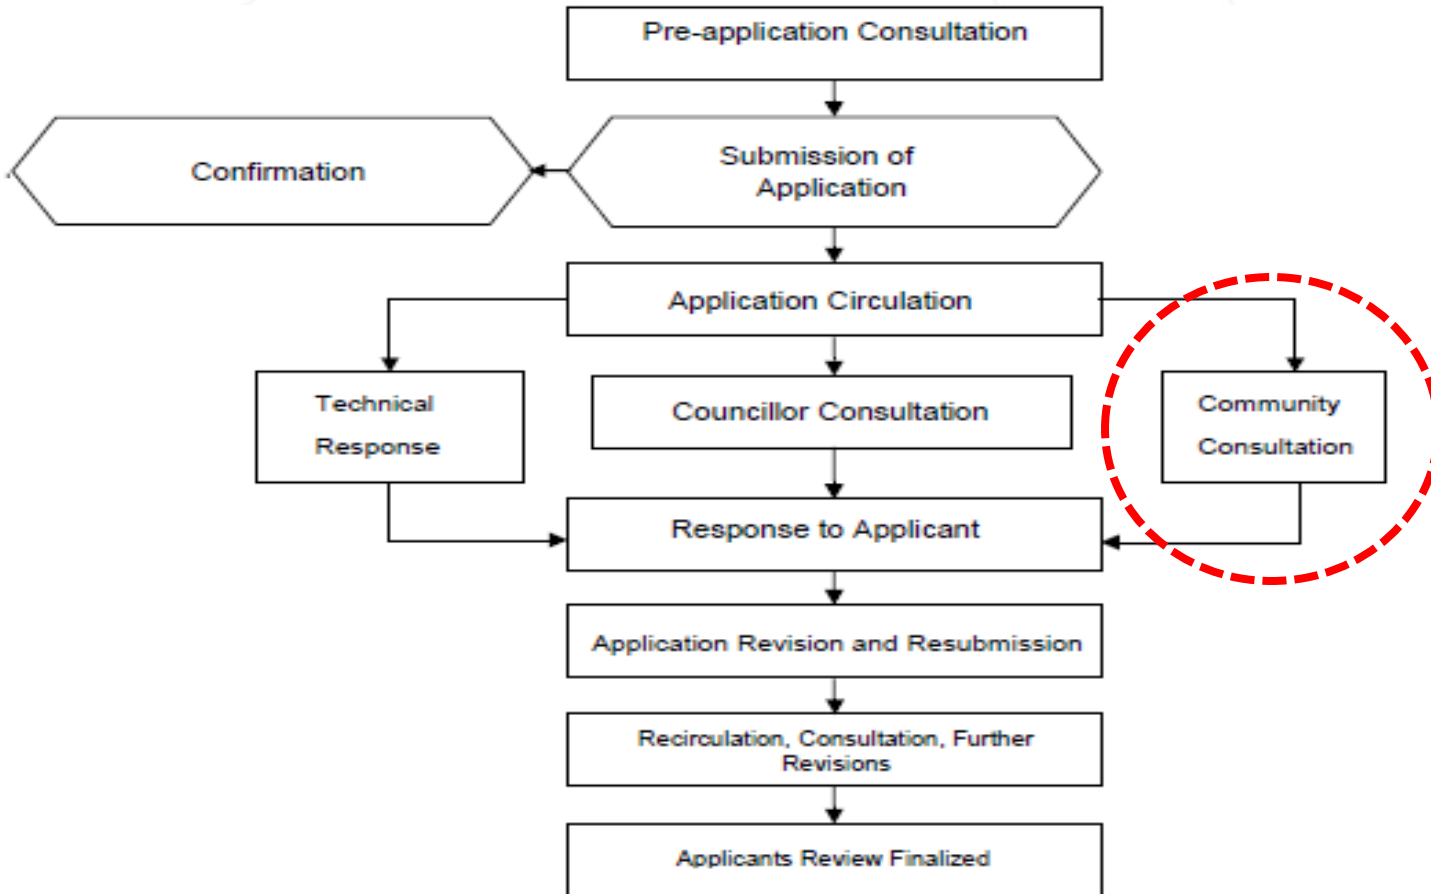 Pre-application Consultation
Confirmation
Submission of
Application
Application Circulation
Technical
Response
Councillor Consultation
Community
Consultation
Response to Applicant
Application Revision and Resubmission
Recirculation, Consultation, Further
Revisions
Applicants Review Finalized